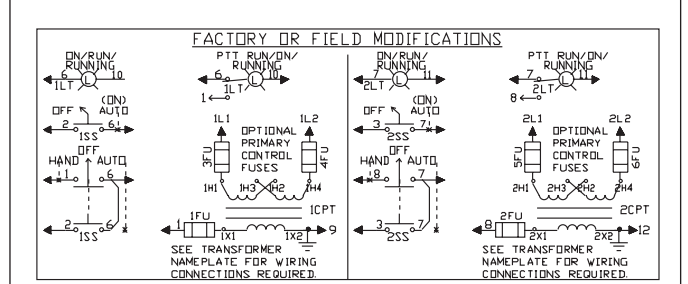 FACTORY OR FIELD MODIFICATIONS
ON/RUN/
RUNNING
6 10
L
1LT
PTT RUN/ON/
RUNNING
6 10
L
1LT
1
(ON)
OFF AUTO
2 6
1SS
OFF
HAND AUTO
1 6
2 6
1SS
1L1 1L2
OPTIONAL
PRIMARY
CONTROL
FUSES
3FU 4FU
1H1 1H3 1H2 1H4
1CPT
1 1FU 1X1 1X2 9
SEE TRANSFORMER
NAMEPLATE FOR WIRING
CONNECTIONS REQUIRED.
ON/RUN/
RUNNING
7 11
L
2LT
PTT RUN/ON/
RUNNING
7 11
L
2LT
8
(ON)
OFF AUTO
3 7
2SS
OFF
HAND AUTO
8 7
3 7
2SS
2L1 2L2
OPTIONAL
PRIMARY
CONTROL
FUSES
5FU 6FU
2H1 2H3 2H2 2H4
2CPT
8 2FU 2X1 2X2 12
SEE TRANSFORMER
NAMEPLATE FOR WIRING
CONNECTIONS REQUIRED.